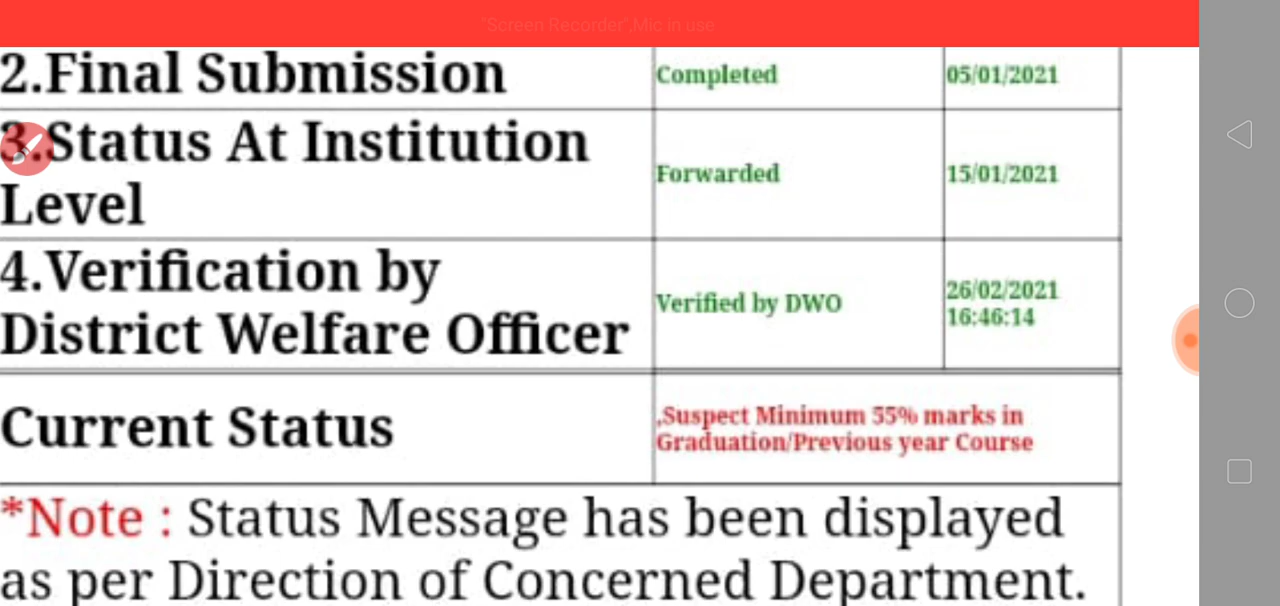 "Screen Recorder",Mic in use
2.Final Submission
Completed
05/01/2021
3.Status At Institution
Level
Forwarded
15/01/2021
4.Verification by
District Welfare Officer
Verified by DWO
26/02/2021
16:46:14
Current Status
,Suspect Minimum 55% marks in
Graduation/Previous year Course
*Note : Status Message has been displayed
as per Direction of Concerned Department.